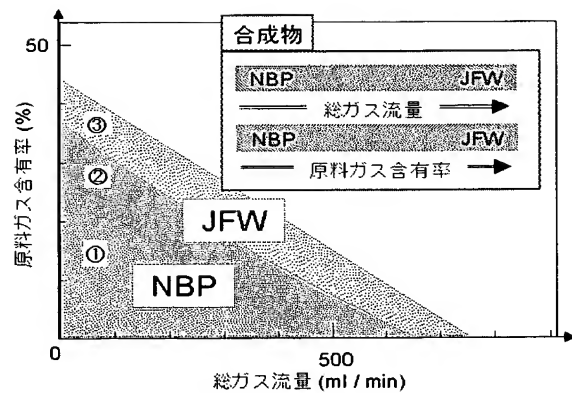 50
合成物
NBP JFW
総ガス流量
NBP JFW
原料ガス含有率
原料ガス含有率 (%)
③
②
①
JFW
NBP
0
500
総ガス流量 (ml / min)